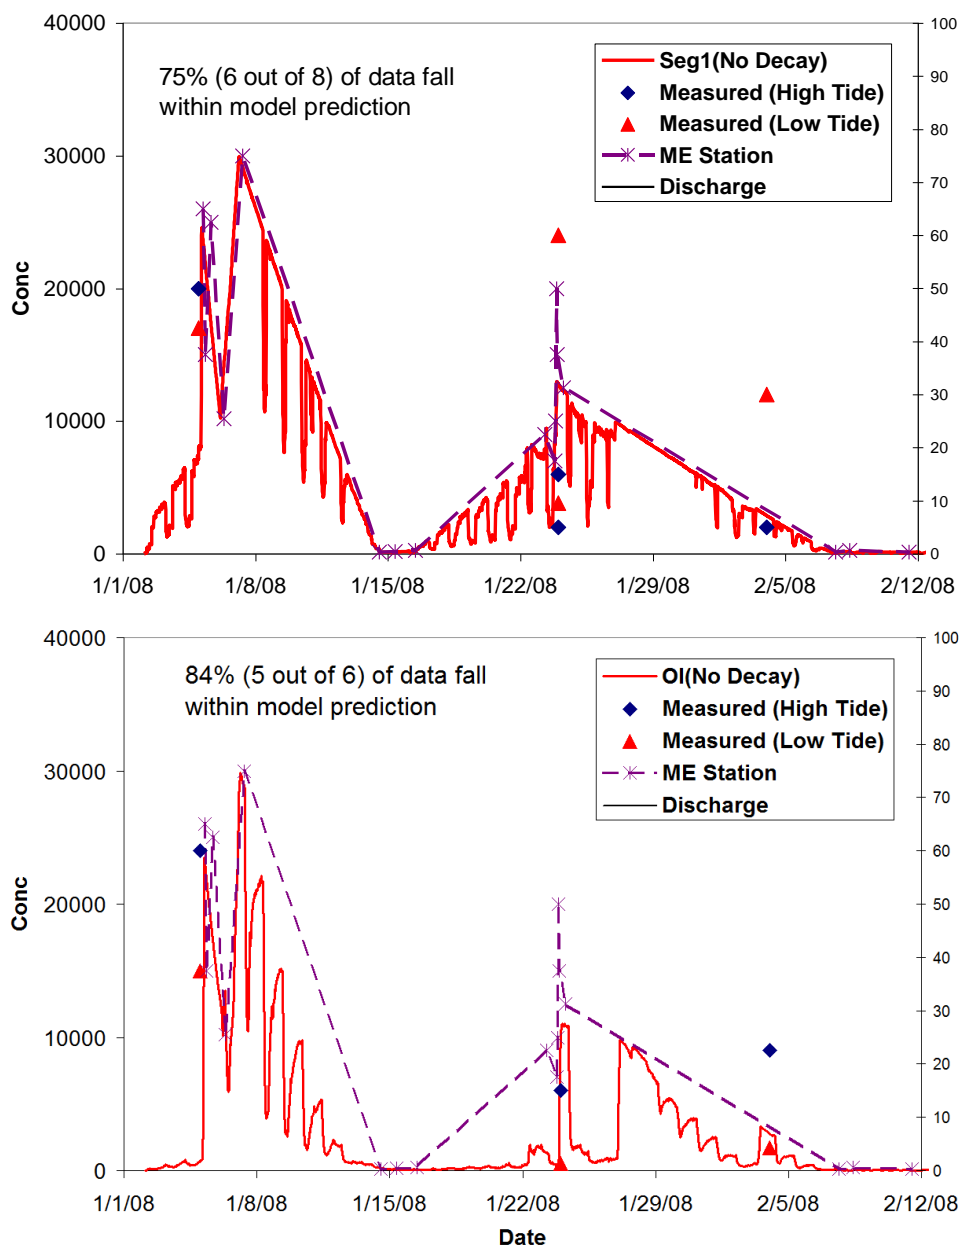 40000
100
75% (6 out of 8) of data fall
within model prediction
Seg1(No Decay)
Measured (High Tide)
Measured (Low Tide)
ME Station
Discharge
90
80
30000
70
60
Conc
20000
50
40
30
10000
20
10
0
0
1/1/08
1/8/08
1/15/08
1/22/08
1/29/08
2/5/08
2/12/08
40000
100
84% (5 out of 6) of data fall
within model prediction
OI(No Decay)
Measured (High Tide)
Measured (Low Tide)
ME Station
Discharge
90
80
30000
70
60
Conc
20000
50
40
30
10000
20
10
0
0
1/1/08
1/8/08
1/15/08
1/22/08
1/29/08
2/5/08
2/12/08
Date